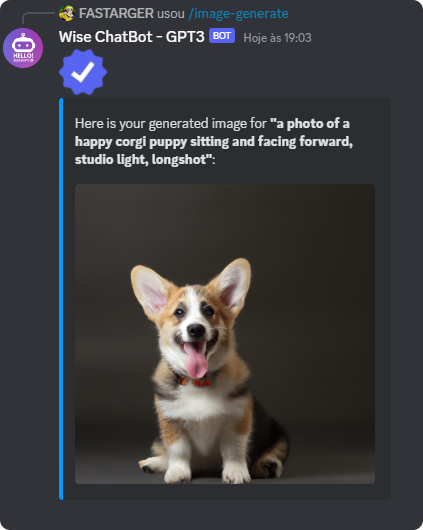 FASTARGER usou /image-generate
Wise ChatBot - GPT3 BOT Hoje às 19:03
HELLO!
Here is your generated image for "a photo of a
happy corgi puppy sitting and facing forward,
studio light, longshot":